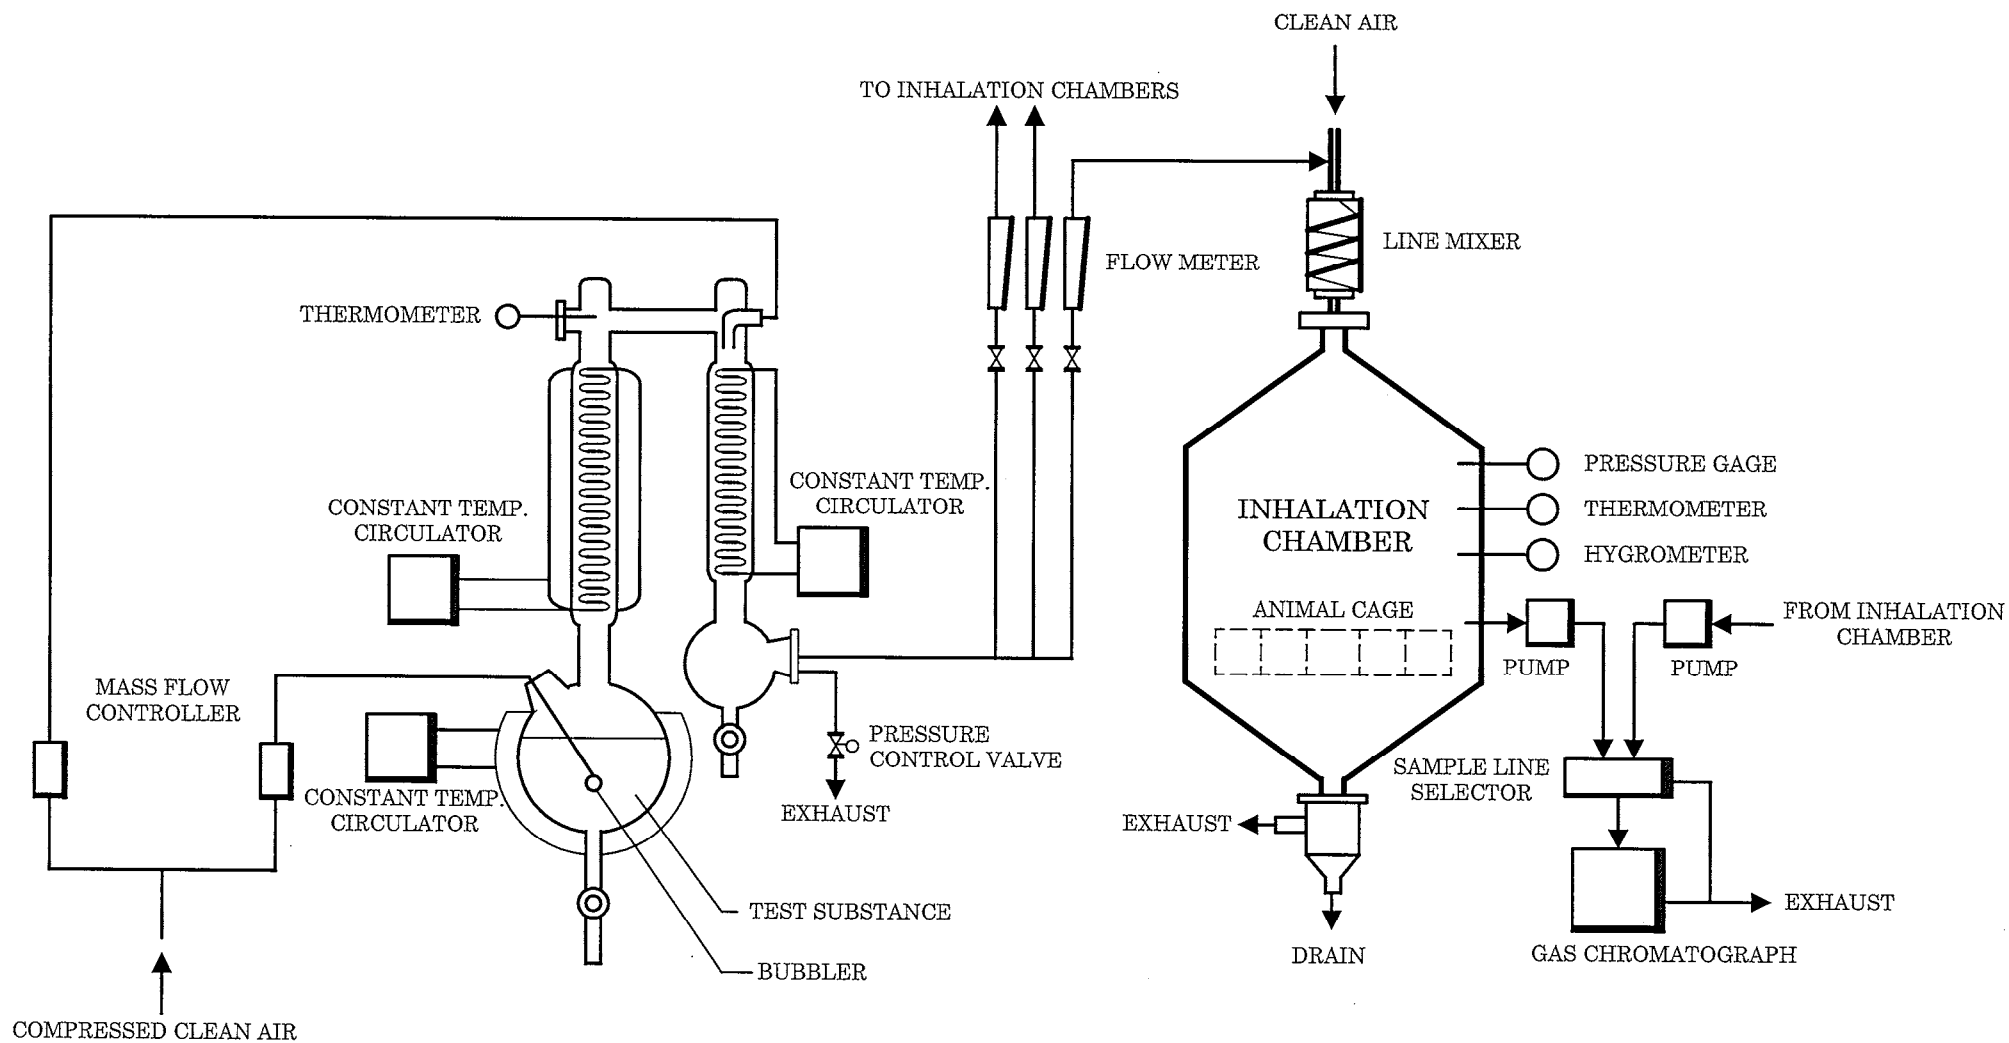 CLEAN AIR
TO INHALATION CHAMBERS
LINE MIXER
FLOW METER
THERMOMETER
PRESSURE GAGE
CONSTANT TEMP.
CIRCULATOR
CONSTANT TEMP.
CIRCULATOR
INHALATION
CHAMBER
THERMOMETER
HYGROMETER
ANIMAL CAGE
FROM INHALATION
CHAMBER
PUMP
PUMP
MASS FLOW
CONTROLLER
PRESSURE
CONTROL VALVE
SAMPLE LINE
SELECTOR
CONSTANT TEMP.
CIRCULATOR
EXHAUST
EXHAUST
TEST SUBSTANCE
EXHAUST
DRAIN
GAS CHROMATOGRAPH
BUBBLER
COMPRESSED CLEAN AIR